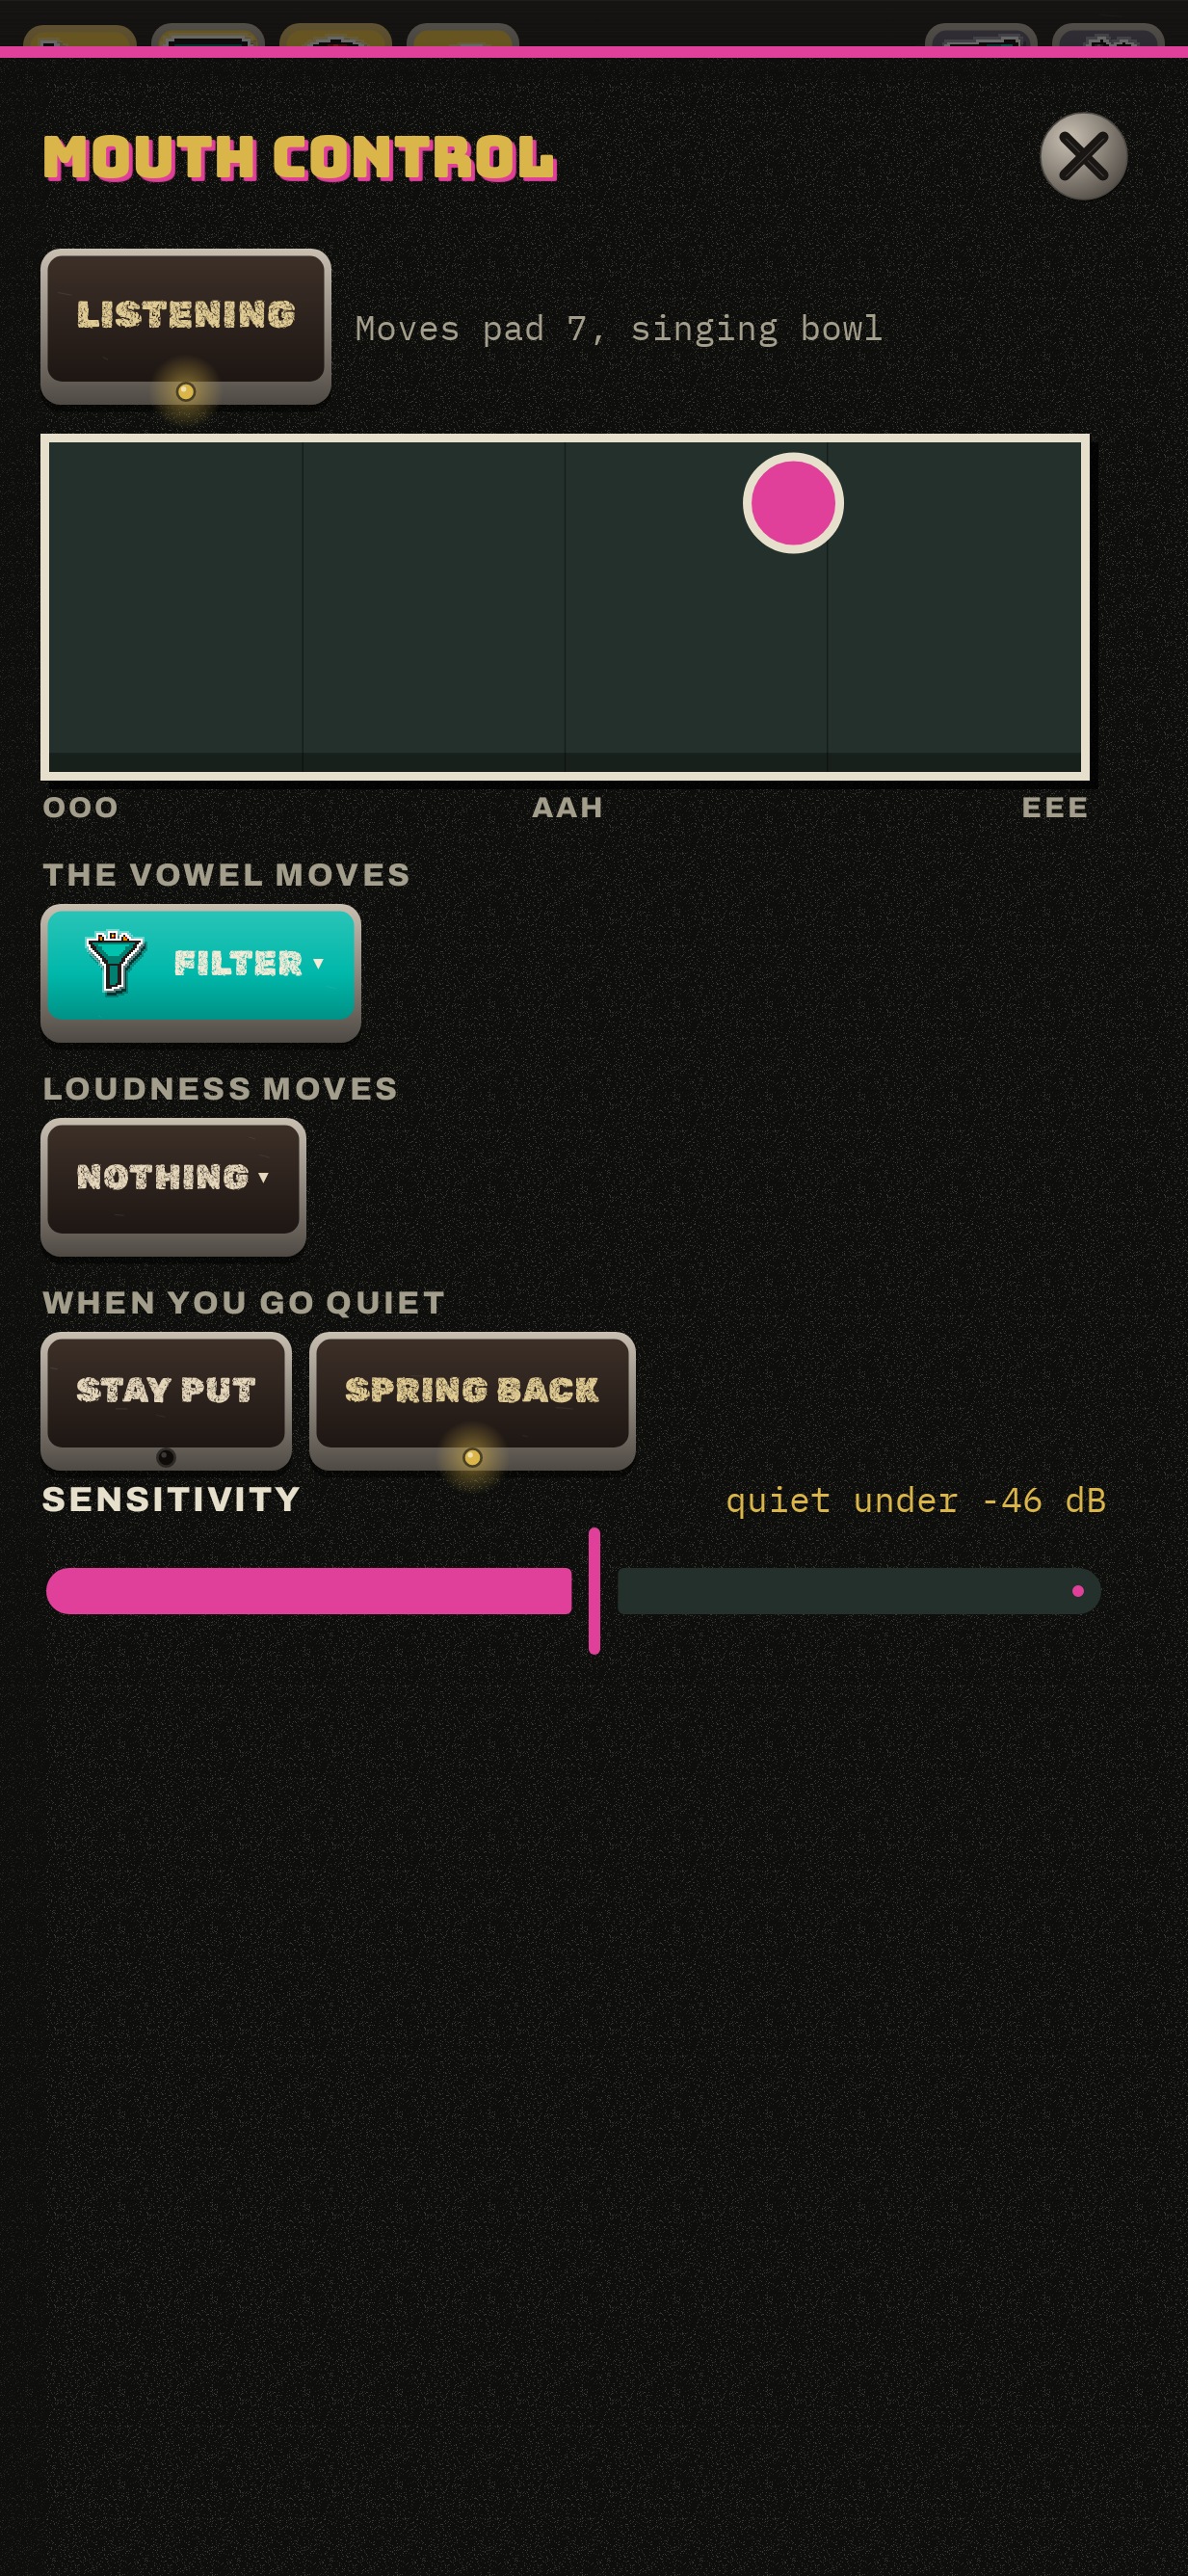 MOUTH CONTROL
LISTENING
Moves pad 7, singing bowl
OOO AAH EEE
THE VOWEL MOVES
FILTER ▾
LOUDNESS MOVES
NOTHING ▾
WHEN YOU GO QUIET
STAY PUT SPRING BACK
SENSITIVITY quiet under -46 dB